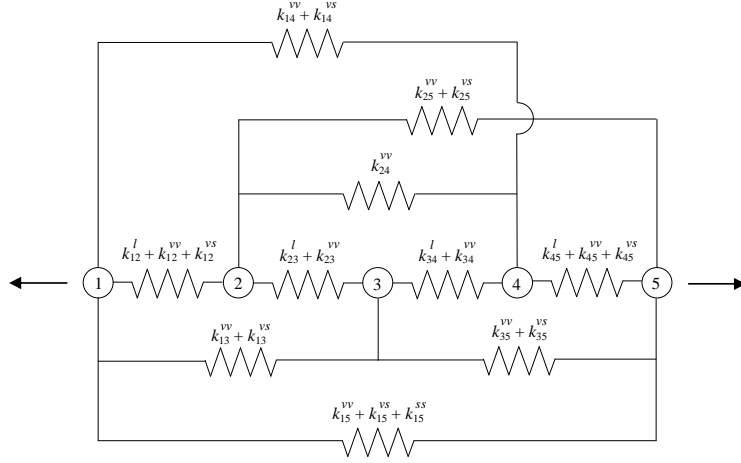 k₁₄^vv + k₁₄^vs
k₂₅^vv + k₂₅^vs
k₂₄^vv
k₁₂^l + k₁₂^vv + k₁₂^vs
k₂₃^l + k₂₃^vv
k₃₄^l + k₃₄^vv
k₄₅^l + k₄₅^vv + k₄₅^vs
1
2
3
4
5
k₁₃^vv + k₁₃^vs
k₃₅^vv + k₃₅^vs
k₁₅^vv + k₁₅^vs + k₁₅^ss